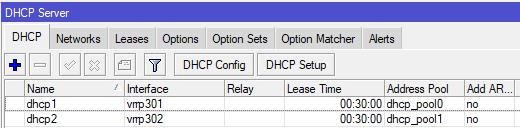 DHCP Server
DHCP Networks Leases Options Option Sets Option Matcher Alerts
DHCP Config DHCP Setup
Name Interface Relay Lease Time Address Pool Add AR...
dhcp1 vrrp301 00:30:00 dhcp_pool0 no
dhcp2 vrrp302 00:30:00 dhcp_pool1 no